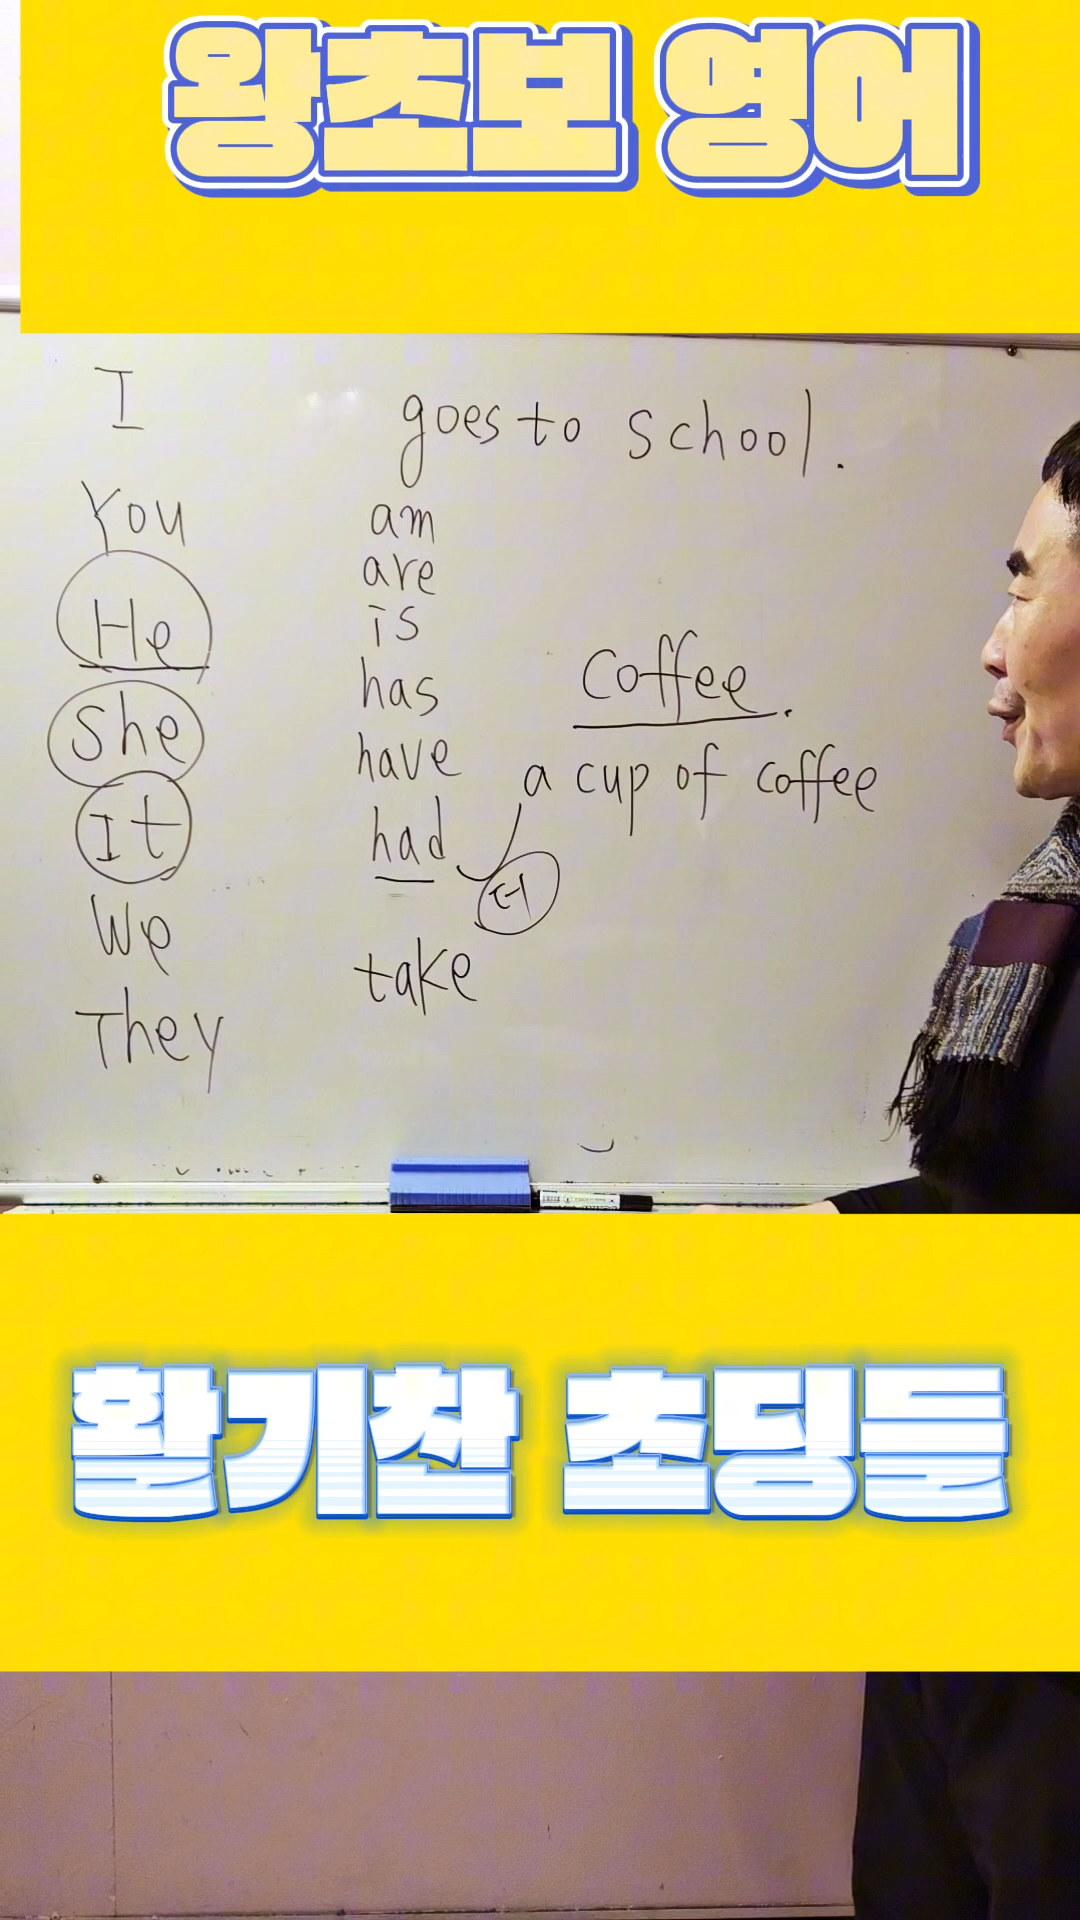 왕초보 영어
I goes to school.
You am
are
He is
has coffee.
She have a cup of coffee
It had 더
We take
They
활기찬 초딩들